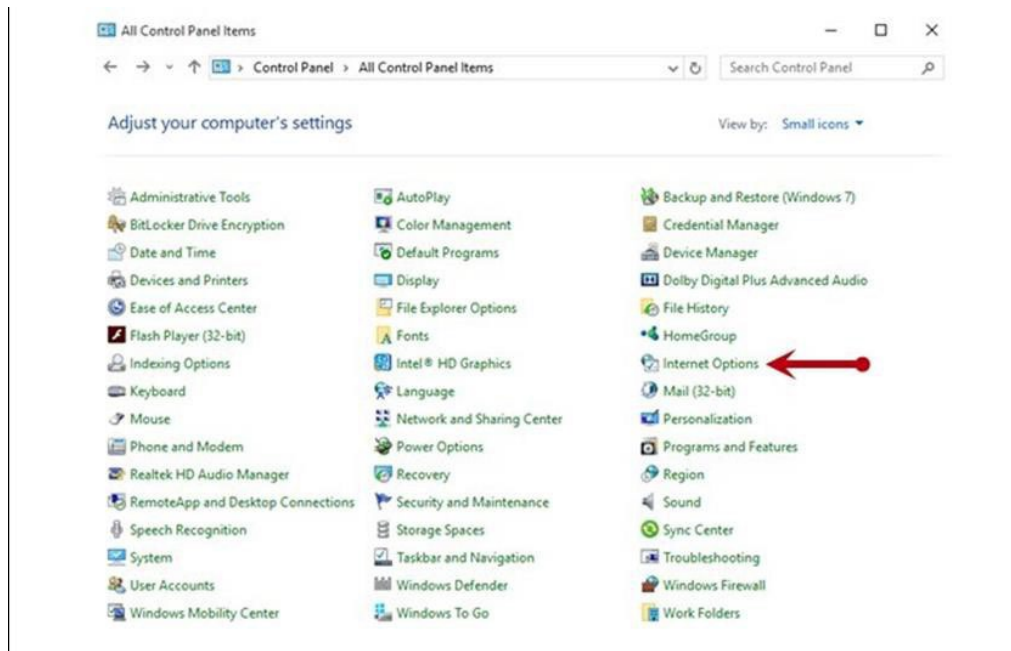 All Control Panel Items
Control Panel > All Control Panel Items
Search Control Panel
Adjust your computer's settings
View by: Small icons
Administrative Tools
AutoPlay
Backup and Restore (Windows 7)
BitLocker Drive Encryption
Color Management
Credential Manager
Date and Time
Default Programs
Device Manager
Devices and Printers
Display
Dolby Digital Plus Advanced Audio
Ease of Access Center
File Explorer Options
File History
Flash Player (32-bit)
Fonts
HomeGroup
Indexing Options
Intel® HD Graphics
Internet Options
Keyboard
Language
Mail (32-bit)
Mouse
Network and Sharing Center
Personalization
Phone and Modem
Power Options
Programs and Features
Realtek HD Audio Manager
Recovery
Region
RemoteApp and Desktop Connections
Security and Maintenance
Sound
Speech Recognition
Storage Spaces
Sync Center
System
Taskbar and Navigation
Troubleshooting
User Accounts
Windows Defender
Windows Firewall
Windows Mobility Center
Windows To Go
Work Folders